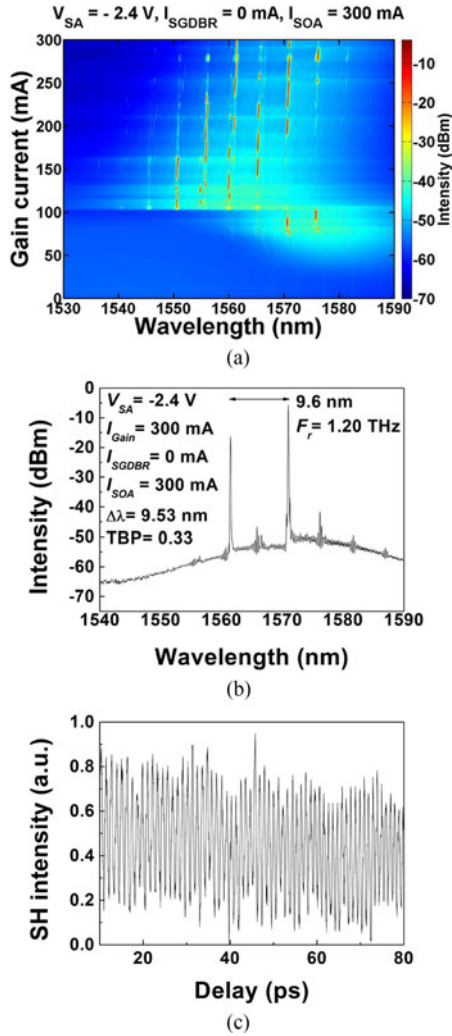 V_SA = - 2.4 V, I_SGDBR = 0 mA, I_SOA = 300 mA
Gain current (mA)
300
250
200
150
100
50
0
1530 1540 1550 1560 1570 1580 1590
Wavelength (nm)
-10
-20
-30
-40
-50
-60
-70
Intensity (dBm)
(a)
Intensity (dBm)
0
-10
-20
-30
-40
-50
-60
-70
V_SA= -2.4 V
I_Gain= 300 mA
I_SGDBR= 0 mA
I_SOA= 300 mA
Δλ= 9.53 nm
TBP= 0.33
9.6 nm
F_r = 1.20 THz
1540 1550 1560 1570 1580 1590
Wavelength (nm)
(b)
SH intensity (a.u.)
1.0
0.8
0.6
0.4
0.2
0.0
20 40 60 80
Delay (ps)
(c)